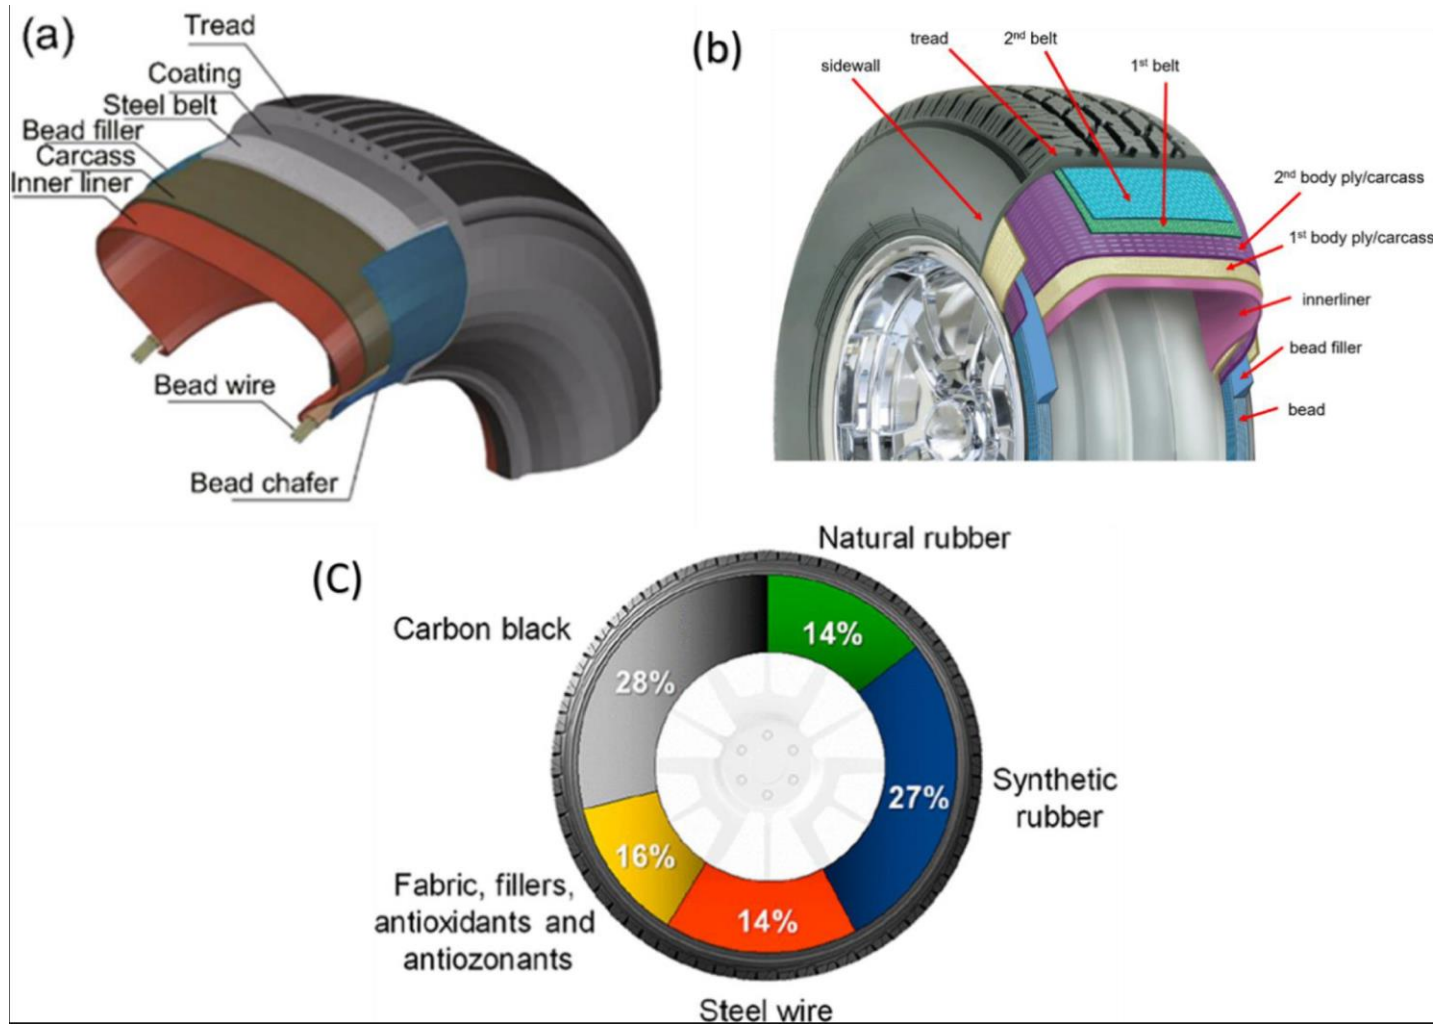 (a)
Tread
Coating
Steel belt
Bead filler
Carcass
Inner liner
Bead wire
Bead chafer
(b)
sidewall
tread
2nd belt
1st belt
2nd body ply/carcass
1st body ply/carcass
innerliner
bead filler
bead
(C)
Natural rubber
14%
Carbon black
28%
Synthetic
rubber
27%
16%
Fabric, fillers,
antioxidants and
antiozonants
14%
Steel wire